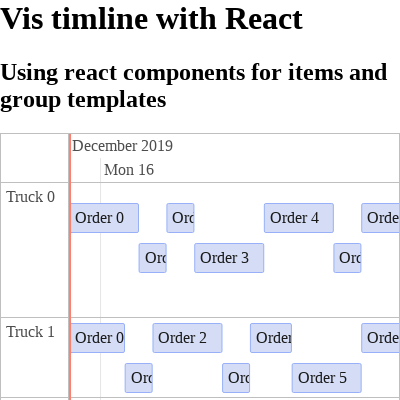 Vis timline with React
Using react components for items and
group templates
December 2019
Mon 16
Truck 0
Order 0
Orc
Order 4
Orde
Orc
Order 3
Orc
Truck 1
Order 0
Order 2
Order
Orde
Orc
Orc
Order 5